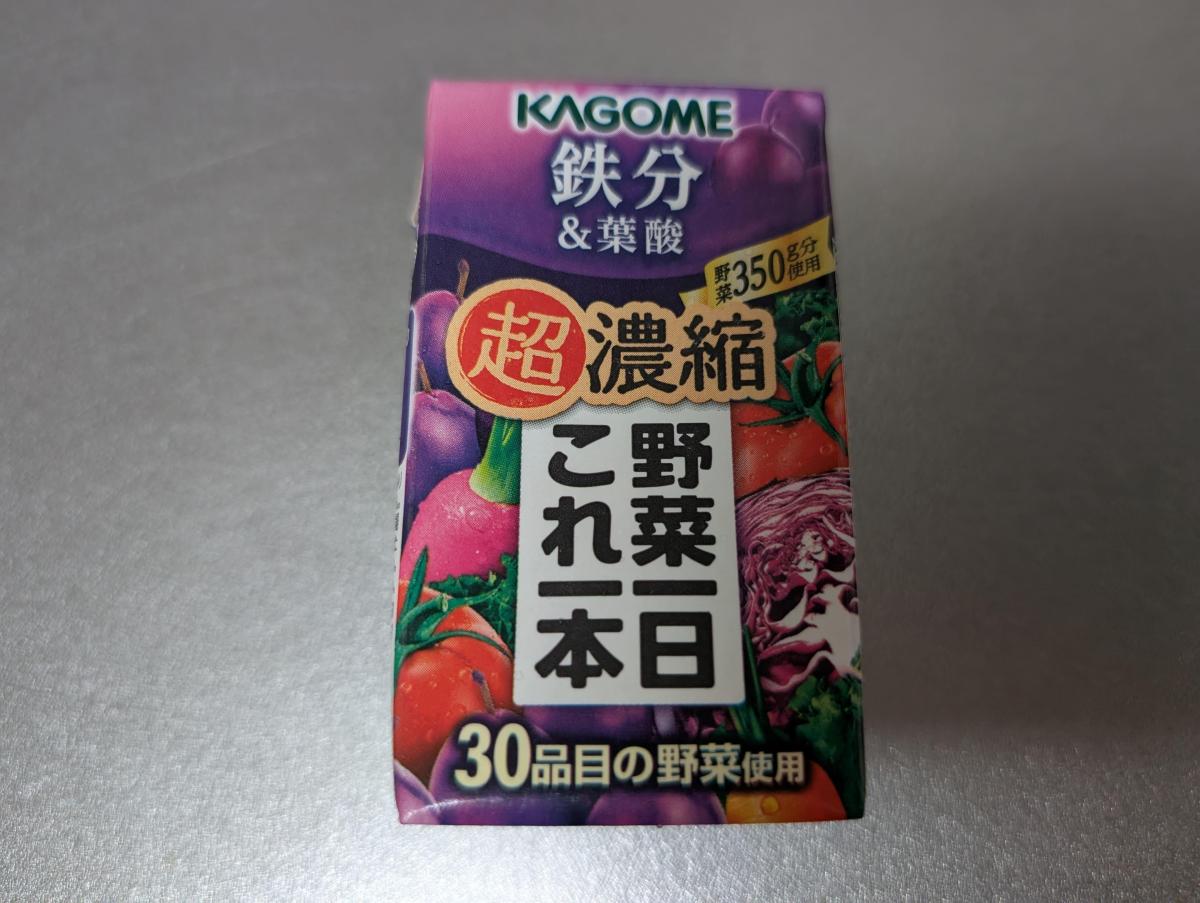 KAGOME
鉄分
&葉酸
野菜350g分使用
超濃縮
野菜一日
これ一本
30品目の野菜使用